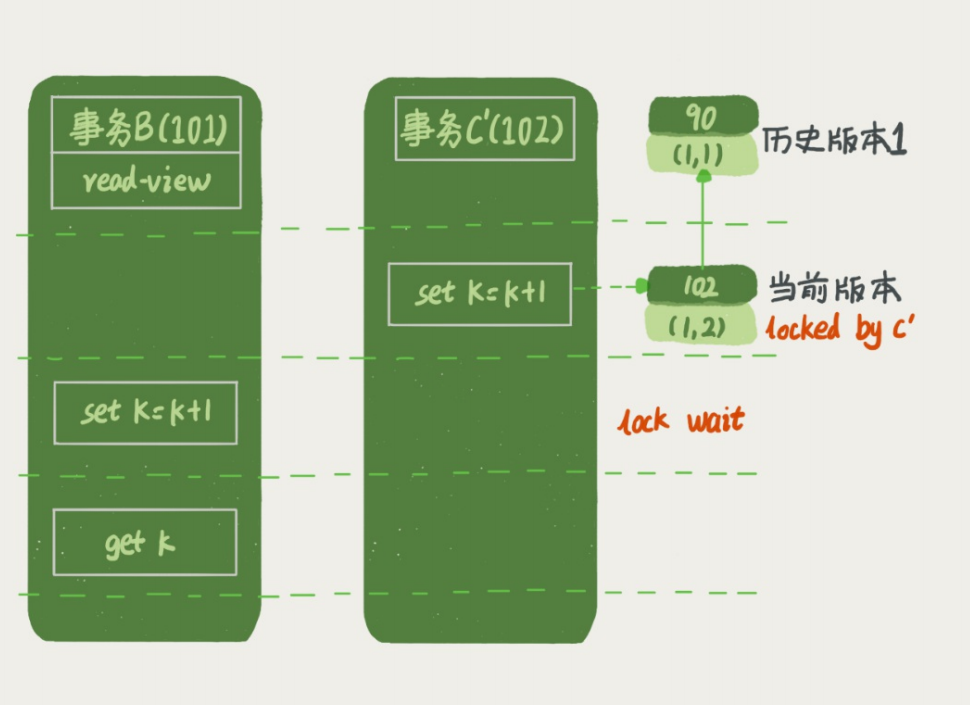 事务B(101)
read-view
事务C'(102)
90
(1,1)
历史版本1
set k=k+1
102
(1,2)
当前版本
locked by c'
set k=k+1
lock wait
get k